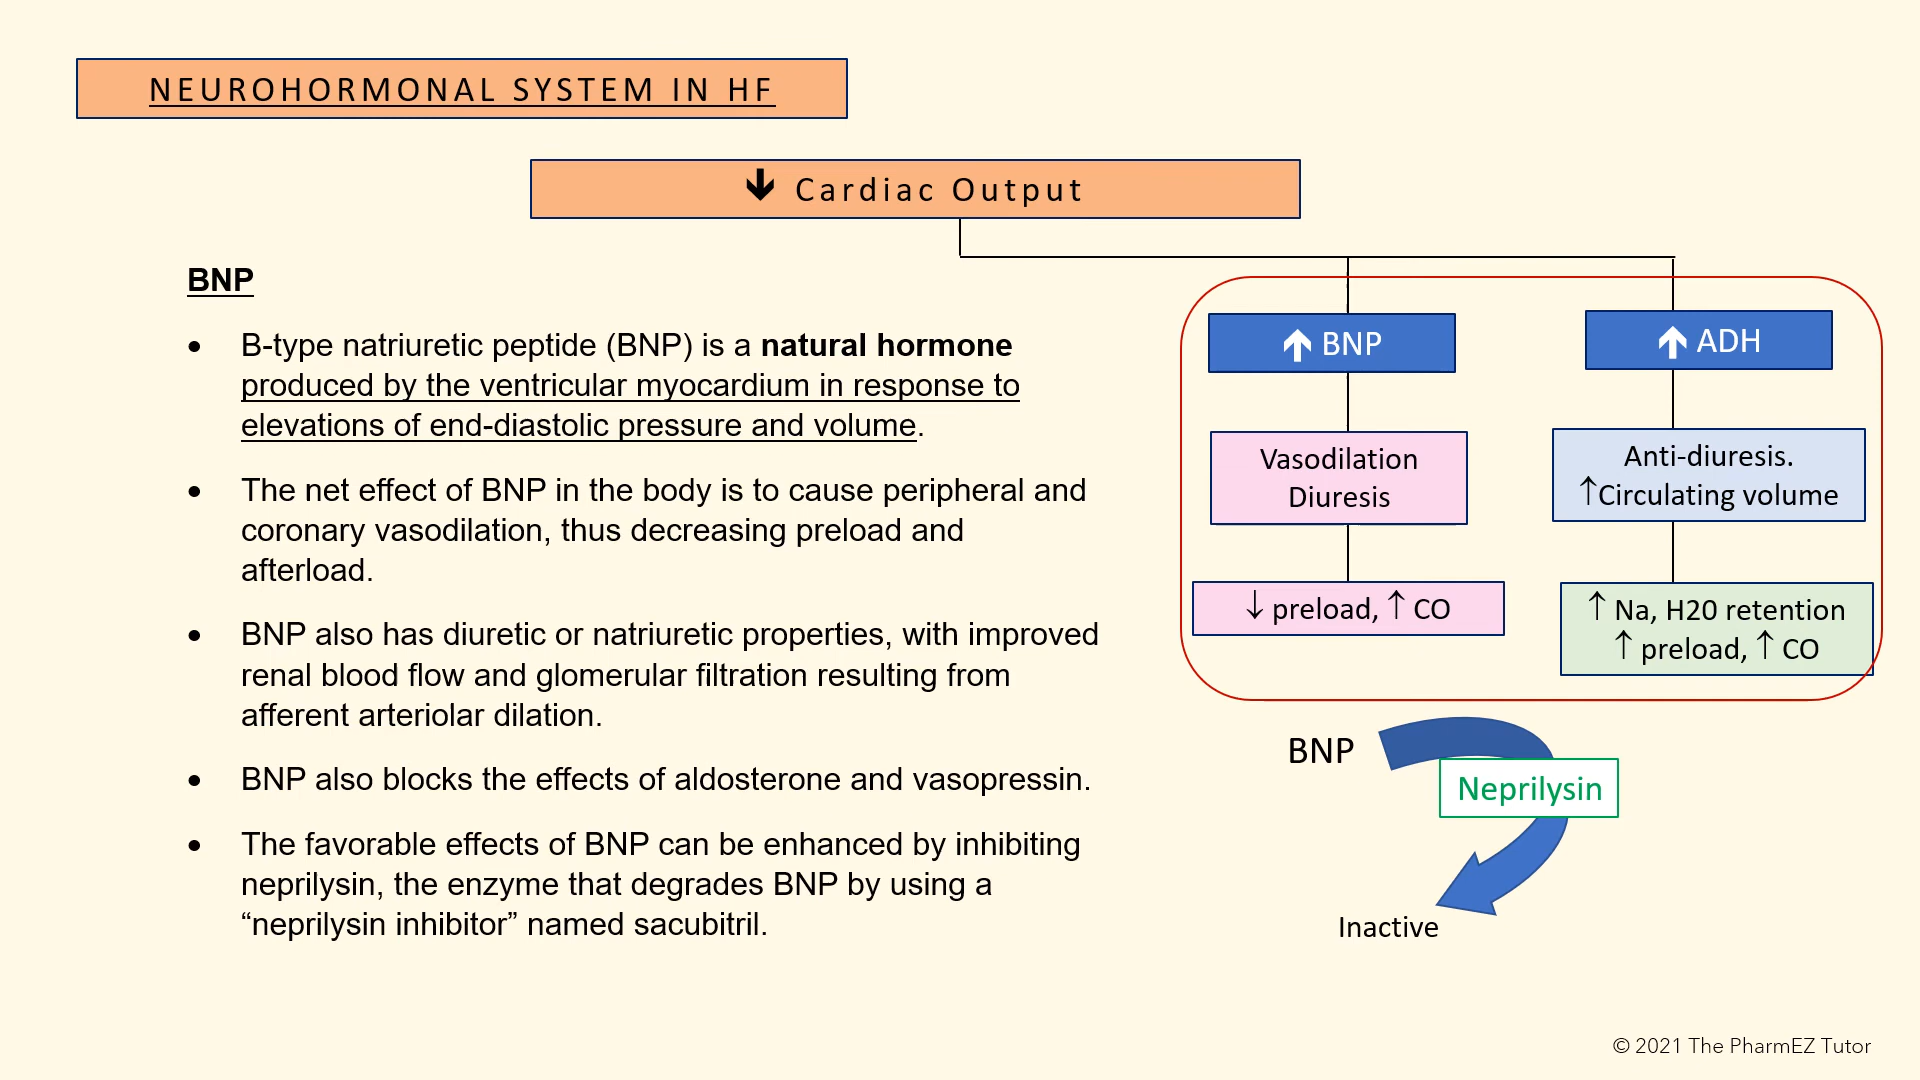 NEUROHORMONAL SYSTEM IN HF
🡻 Cardiac Output
BNP
• B-type natriuretic peptide (BNP) is a natural hormone
produced by the ventricular myocardium in response to
elevations of end-diastolic pressure and volume.
• The net effect of BNP in the body is to cause peripheral and
coronary vasodilation, thus decreasing preload and
afterload.
• BNP also has diuretic or natriuretic properties, with improved
renal blood flow and glomerular filtration resulting from
afferent arteriolar dilation.
• BNP also blocks the effects of aldosterone and vasopressin.
• The favorable effects of BNP can be enhanced by inhibiting
neprilysin, the enzyme that degrades BNP by using a
“neprilysin inhibitor” named sacubitril.
🡹 BNP
Vasodilation
Diuresis
↓ preload, ↑ CO
🡹 ADH
Anti-diuresis.
↑Circulating volume
↑ Na, H20 retention
↑ preload, ↑ CO
BNP
Neprilysin
Inactive
© 2021 The PharmEZ Tutor